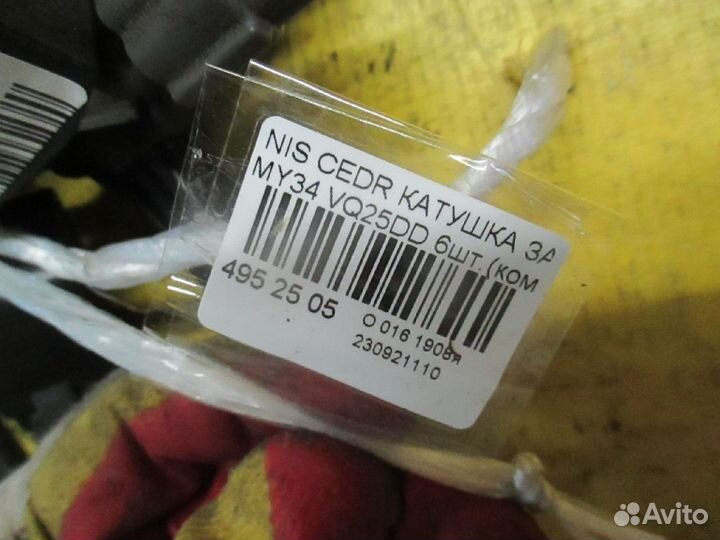 NIS CEDR КАТУШКА ЗА
MY34 VQ25DD 6шт.(ком
495 25 05
О 016 1908я
230921110
Avito